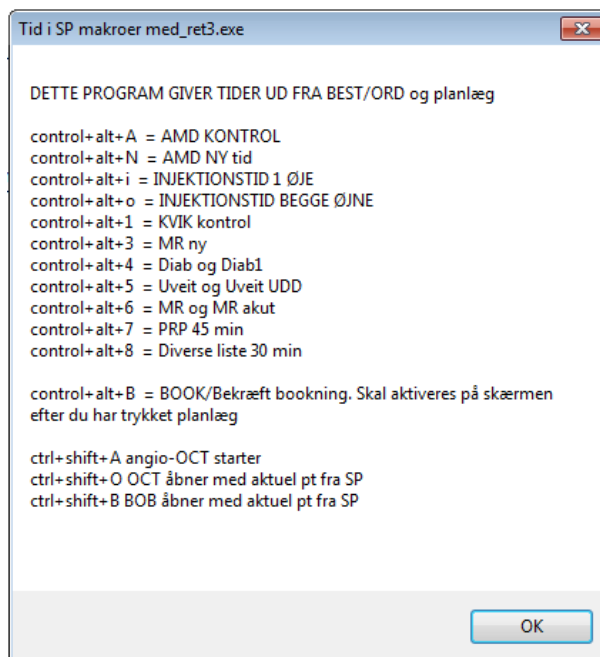 Tid i SP makroer med_ret3.exe
DETTE PROGRAM GIVER TIDER UD FRA BEST/ORD og planlæg
control+alt+A = AMD KONTROL
control+alt+N = AMD NY tid
control+alt+i = INJEKTIONSTID 1 ØJE
control+alt+o = INJEKTIONSTID BEGGE ØJNE
control+alt+1 = KVIK kontrol
control+alt+3 = MR ny
control+alt+4 = Diab og Diab1
control+alt+5 = Uveit og Uveit UDD
control+alt+6 = MR og MR akut
control+alt+7 = PRP 45 min
control+alt+8 = Diverse liste 30 min
control+alt+B = BOOK/Bekræft bookning. Skal aktiveres på skærmen
efter du har trykket planlæg
ctrl+shift+A angio-OCT starter
ctrl+shift+O OCT åbner med aktuel pt fra SP
ctrl+shift+B BOB åbner med aktuel pt fra SP
OK